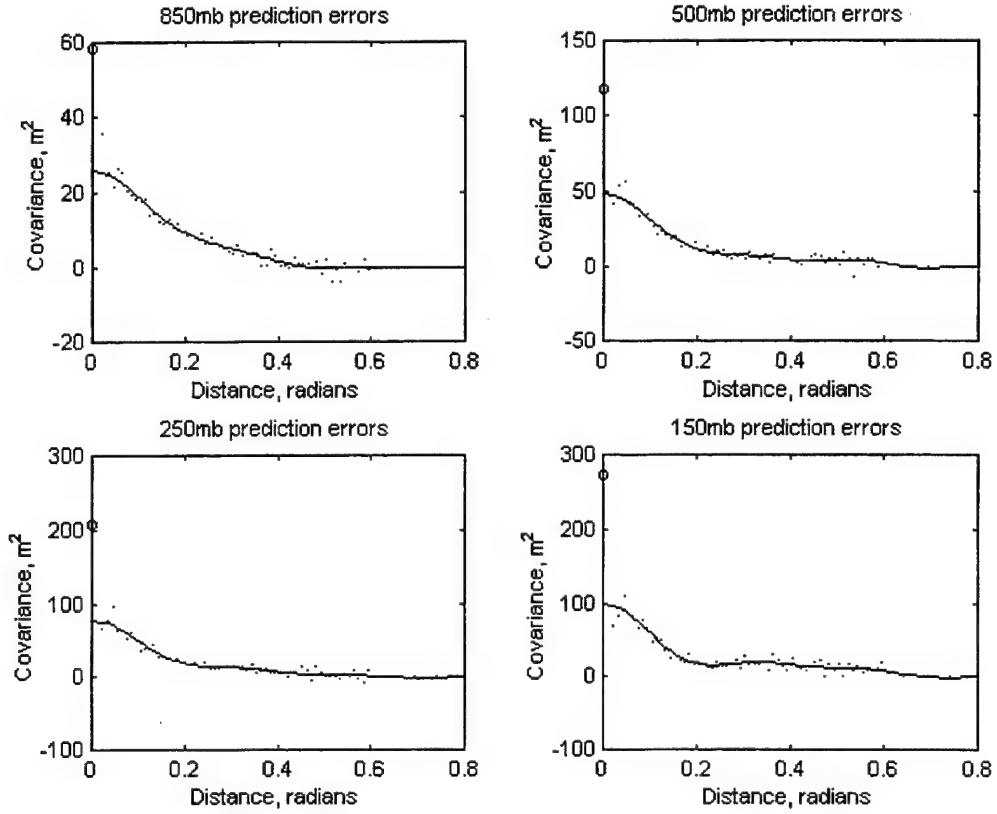 850mb prediction errors
60
40
20
0
-20
Covariance, m²
0 0.2 0.4 0.6 0.8
Distance, radians
500mb prediction errors
150
100
50
0
-50
Covariance, m²
0 0.2 0.4 0.6 0.8
Distance, radians
250mb prediction errors
300
200
100
0
-100
Covariance, m²
0 0.2 0.4 0.6 0.8
Distance, radians
150mb prediction errors
300
200
100
0
-100
Covariance, m²
0 0.2 0.4 0.6 0.8
Distance, radians